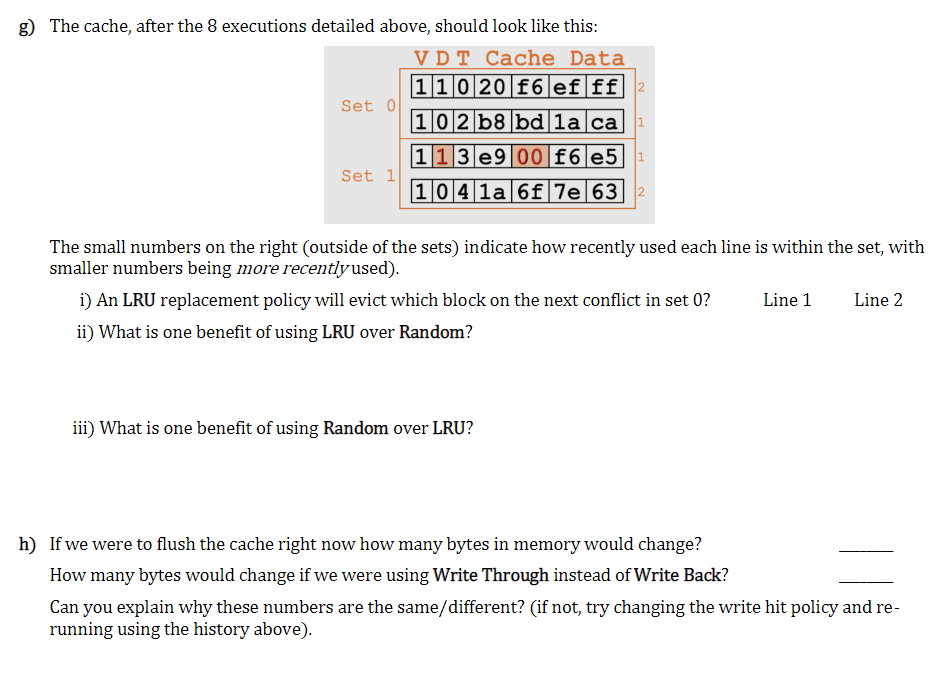 g) The cache, after the 8 executions detailed above, should look like this:
V D T Cache Data
1 1 0 20 f6 ef ff 2
Set 0
1 0 2 b8 bd 1a ca 1
1 1 3 e9 00 f6 e5 1
Set 1
1 0 4 1a 6f 7e 63 2
The small numbers on the right (outside of the sets) indicate how recently used each line is within the set, with
smaller numbers being more recently used).
i) An LRU replacement policy will evict which block on the next conflict in set 0? Line 1 Line 2
ii) What is one benefit of using LRU over Random?
iii) What is one benefit of using Random over LRU?
h) If we were to flush the cache right now how many bytes in memory would change? ______
How many bytes would change if we were using Write Through instead of Write Back? ______
Can you explain why these numbers are the same/different? (if not, try changing the write hit policy and re-
running using the history above).